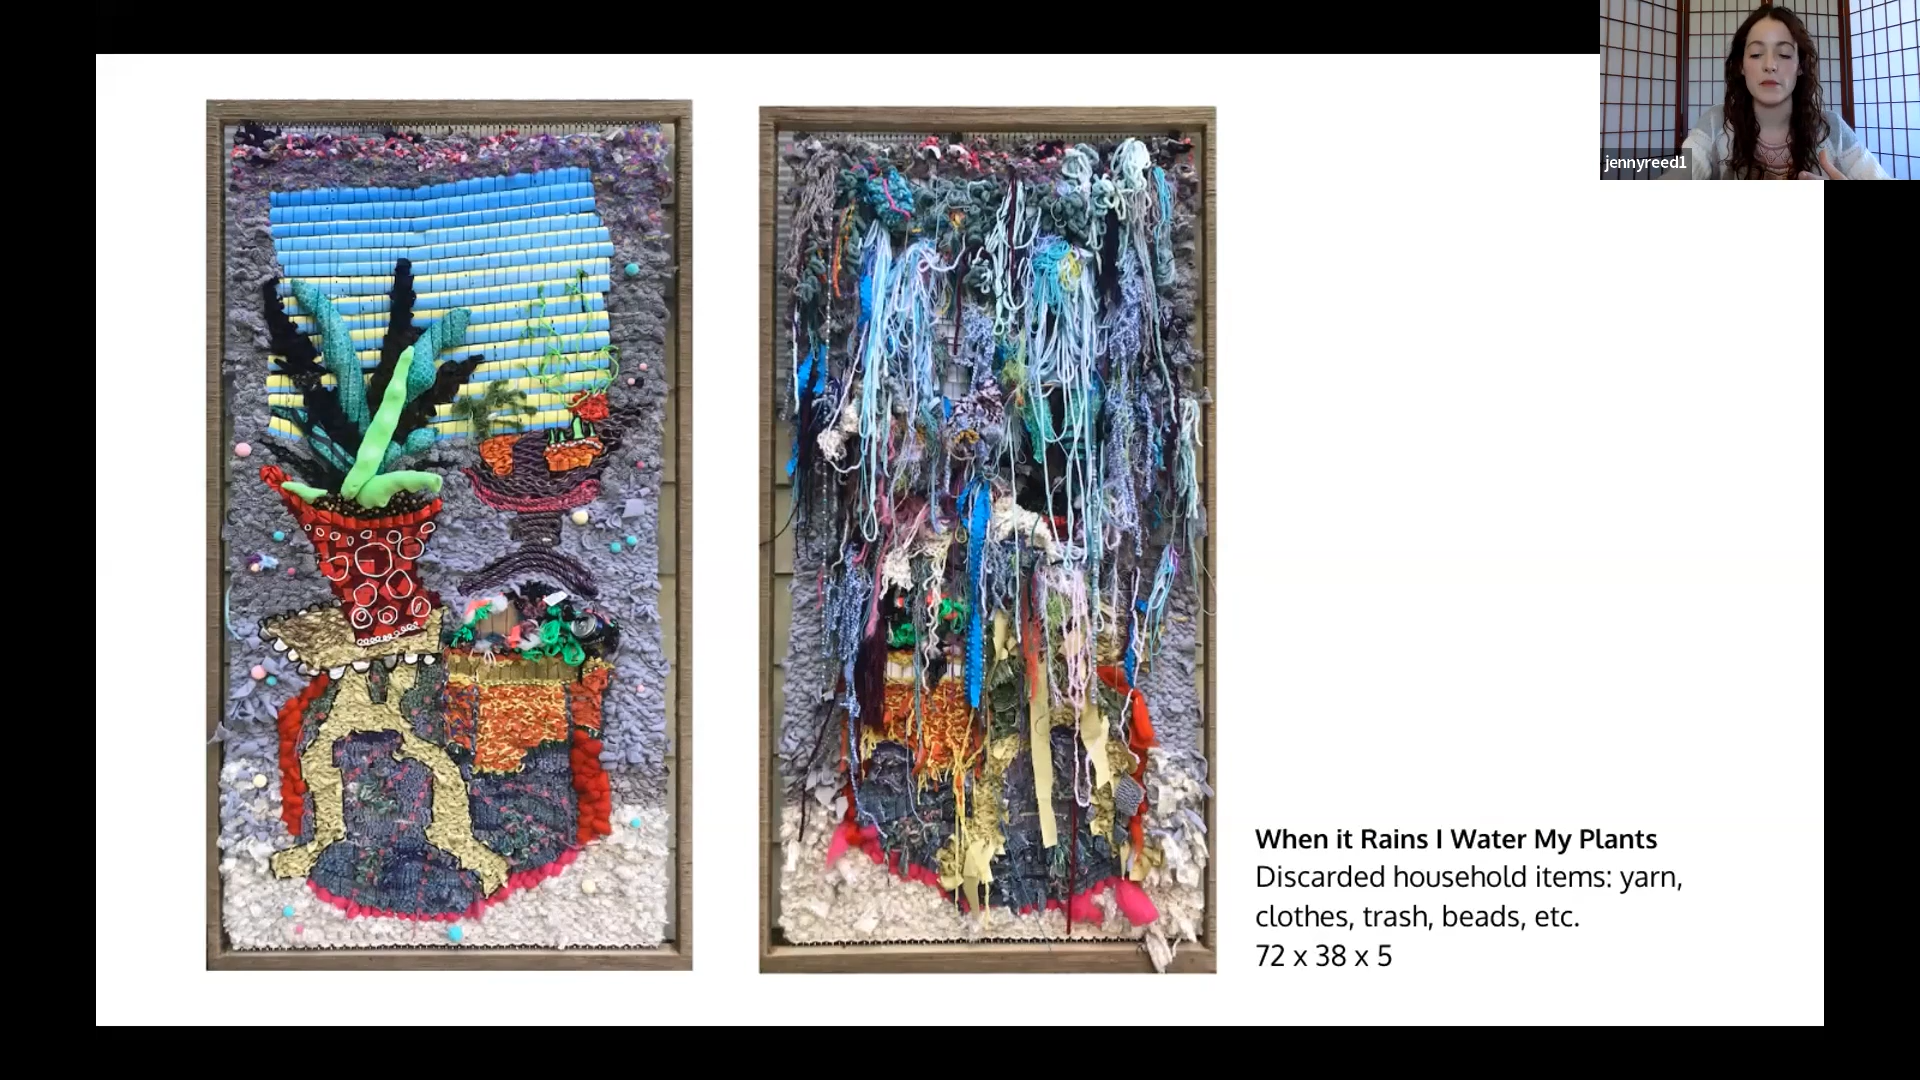 jennyreed1
When it Rains I Water My Plants
Discarded household items: yarn,
clothes, trash, beads, etc.
72 x 38 x 5